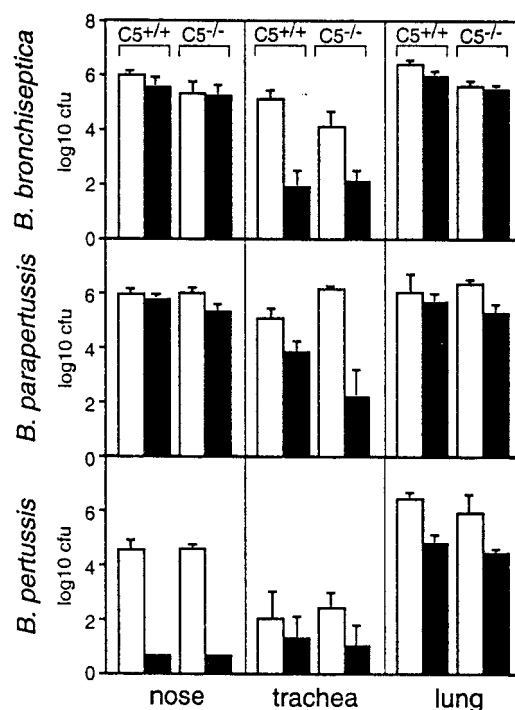 C5+/+ C5-/- C5+/+ C5-/- C5+/+ C5-/-
B. bronchiseptica
log10 cfu
8
6
4
2
0
B. parapertussis
log10 cfu
6
4
2
0
B. pertussis
log10 cfu
6
4
2
0
nose trachea lung